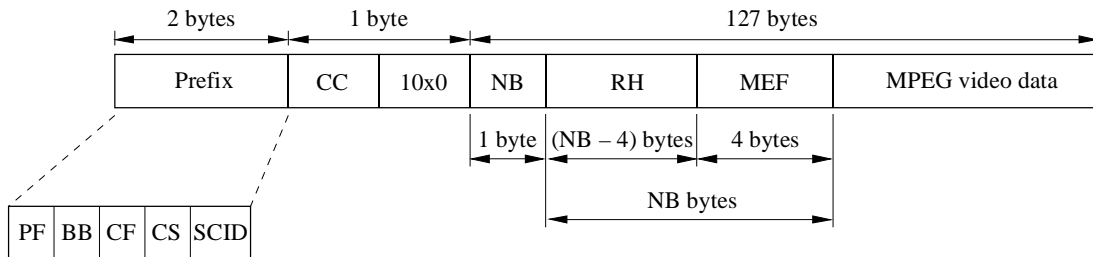 2 bytes 1 byte 127 bytes
Prefix CC 10x0 NB RH MEF MPEG video data
1 byte (NB – 4) bytes 4 bytes
NB bytes
PF BB CF CS SCID